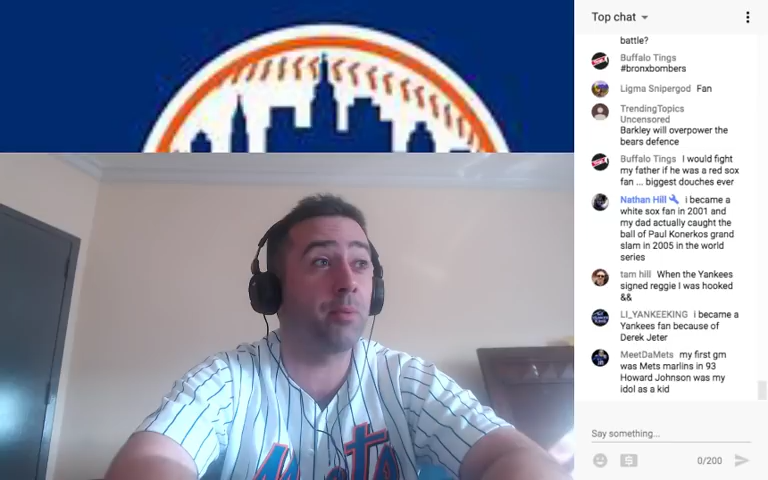 Top chat
battle?
Buffalo Tings
#bronxbombers
Ligma Snipergod Fan
TrendingTopics
Uncensored
Barkley will overpower the
bears defence
Buffalo Tings I would fight
my father if he was a red sox
fan ... biggest douches ever
Nathan Hill i became a
white sox fan in 2001 and
my dad actually caught the
ball of Paul Konerkos grand
slam in 2005 in the world
series
tam hill When the Yankees
signed reggie I was hooked
&&
LI_YANKEEKING i became a
Yankees fan because of
Derek Jeter
MeetDaMets my first gm
was Mets marlins in 93
Howard Johnson was my
idol as a kid
Say something...
0/200
Mets